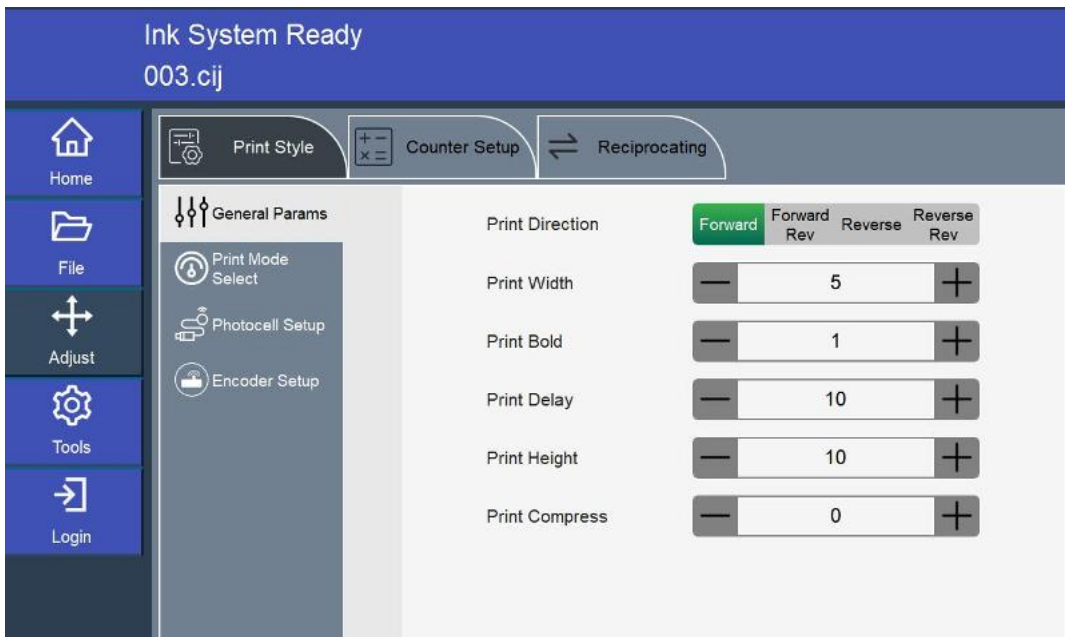 Ink System Ready
003.cij
Home
File
Adjust
Tools
Login
Print Style
Counter Setup
Reciprocating
General Params
Print Mode
Select
Photocell Setup
Encoder Setup
Print Direction
Forward
Forward
Rev
Reverse
Reverse
Rev
Print Width
5
Print Bold
1
Print Delay
10
Print Height
10
Print Compress
0